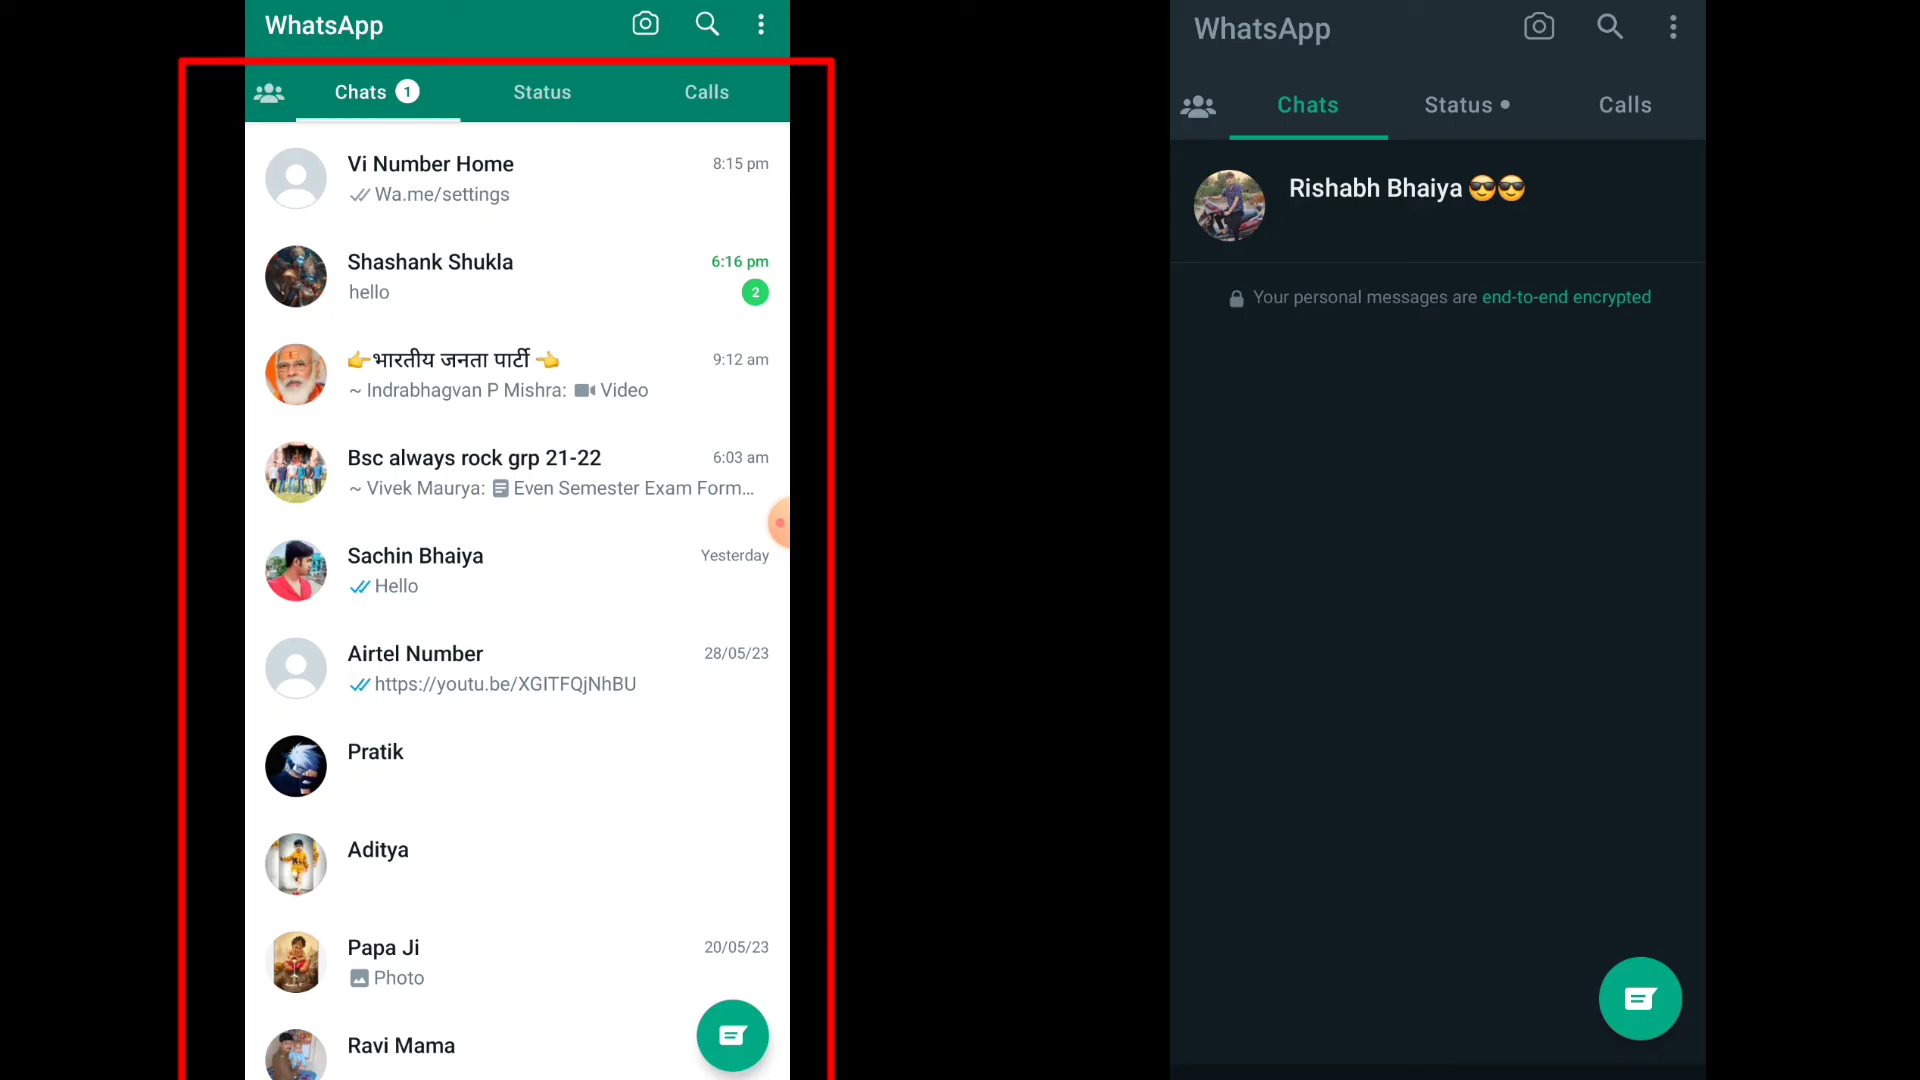 WhatsApp
Chats 1
Status
Calls
Vi Number Home
8:15 pm
Wa.me/settings
Shashank Shukla
6:16 pm
hello
2
👉भारतीय जनता पार्टी 👈
9:12 am
~ Indrabhagvan P Mishra: Video
Bsc always rock grp 21-22
6:03 am
~ Vivek Maurya: Even Semester Exam Form...
Sachin Bhaiya
Yesterday
Hello
Airtel Number
28/05/23
https://youtu.be/XGITFQjNhBU
Pratik
Aditya
Papa Ji
20/05/23
Photo
Ravi Mama
WhatsApp
Chats
Status
Calls
Rishabh Bhaiya 😎😎
Your personal messages are end-to-end encrypted